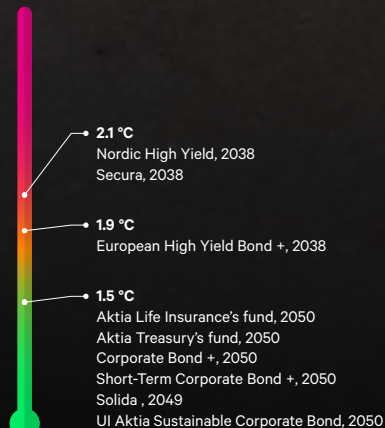 2.1 °C
Nordic High Yield, 2038
Secura, 2038
1.9 °C
European High Yield Bond +, 2038
1.5 °C
Aktia Life Insurance's fund, 2050
Aktia Treasury's fund, 2050
Corporate Bond +, 2050
Short-Term Corporate Bond +, 2050
Solida , 2049
UI Aktia Sustainable Corporate Bond, 2050